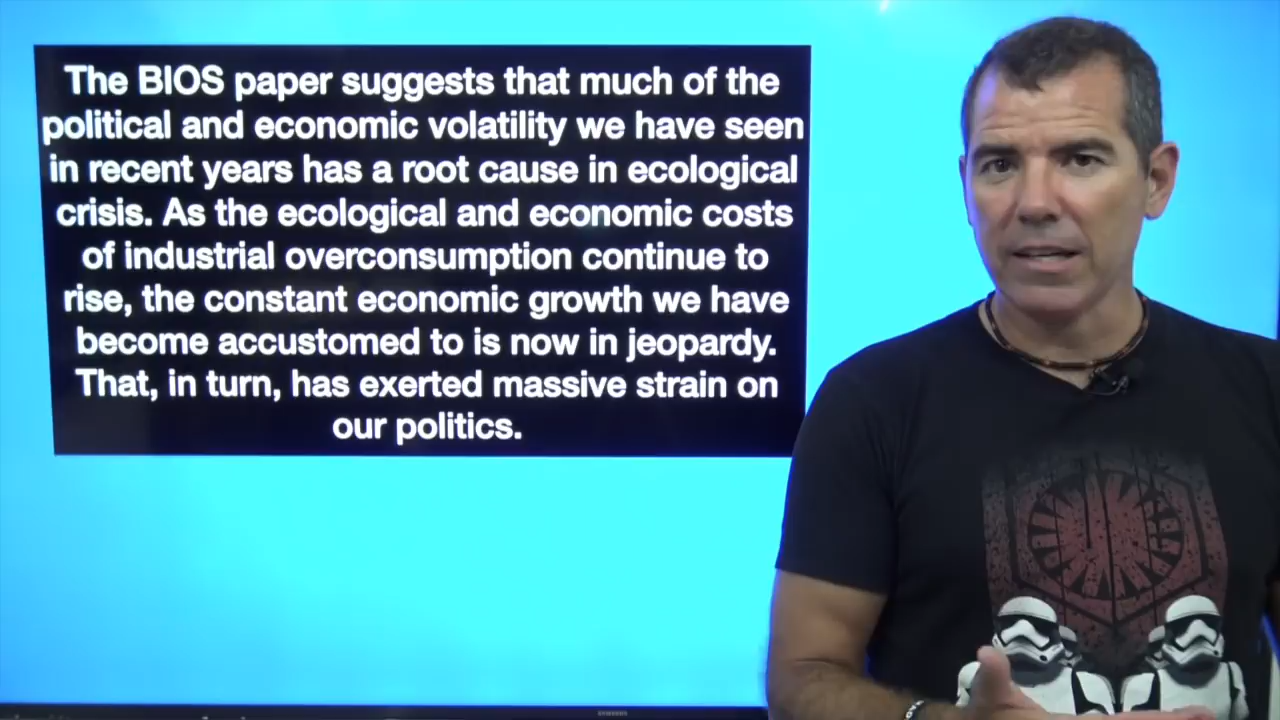 The BIOS paper suggests that much of the
political and economic volatility we have seen
in recent years has a root cause in ecological
crisis. As the ecological and economic costs
of industrial overconsumption continue to
rise, the constant economic growth we have
become accustomed to is now in jeopardy.
That, in turn, has exerted massive strain on
our politics.
SAMSUNG